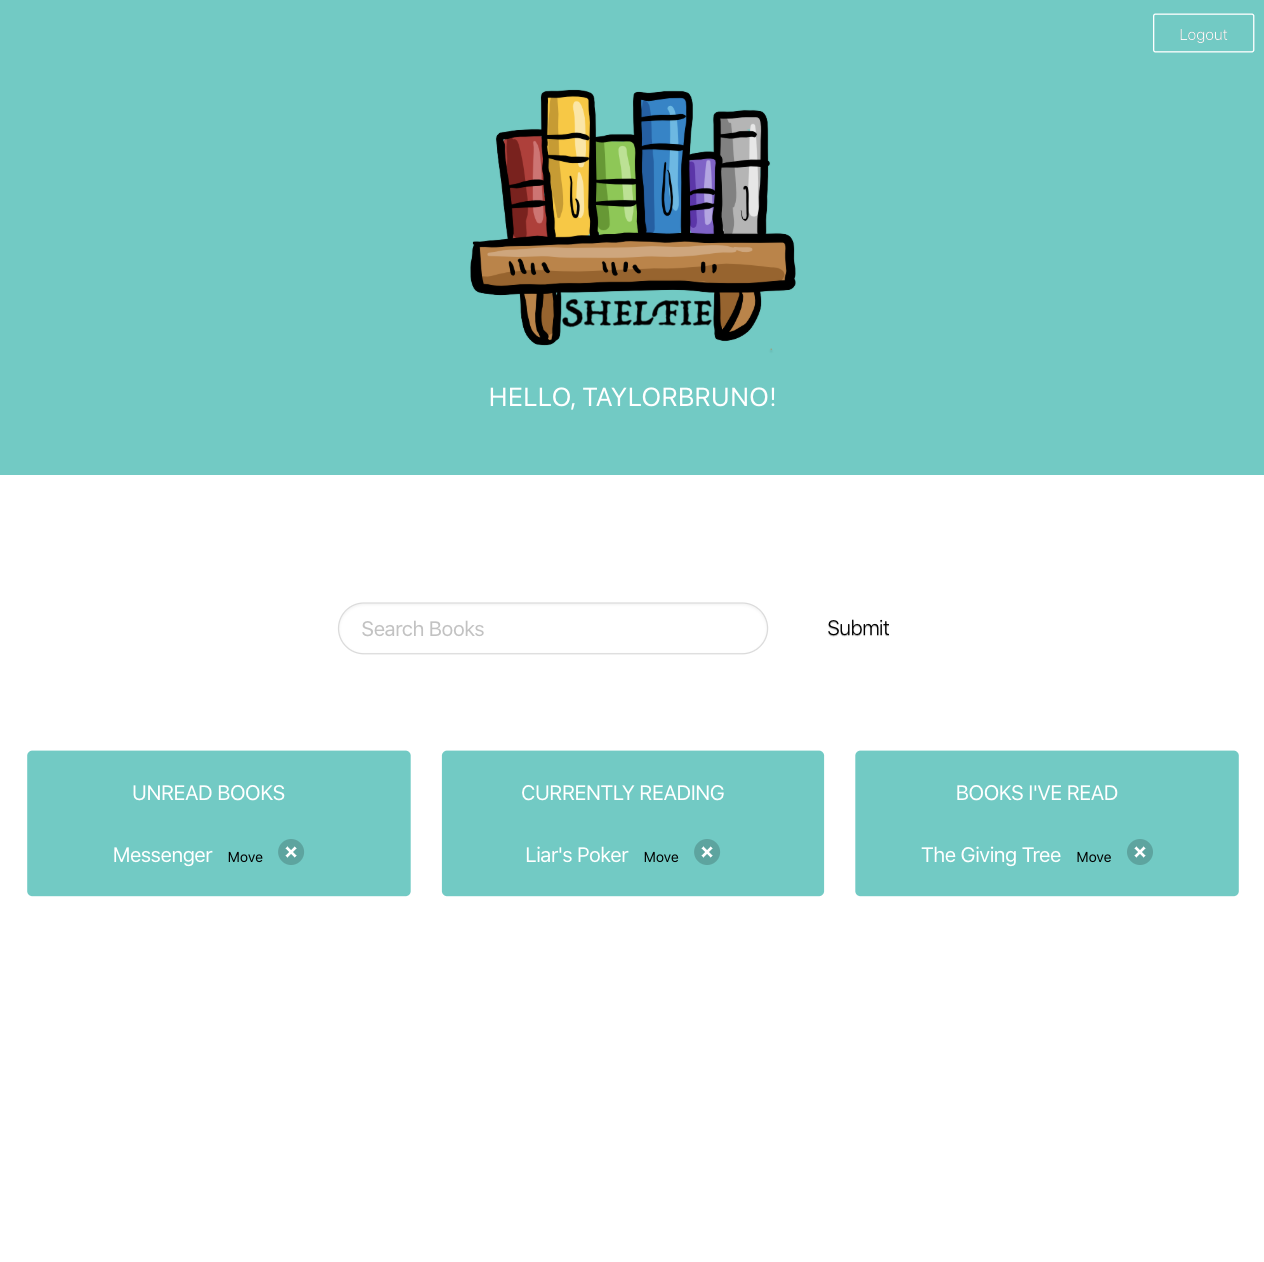 Logout
SHELFIE
HELLO, TAYLORBRUNO!
Search Books
Submit
UNREAD BOOKS
Messenger Move
CURRENTLY READING
Liar's Poker Move
BOOKS I'VE READ
The Giving Tree Move